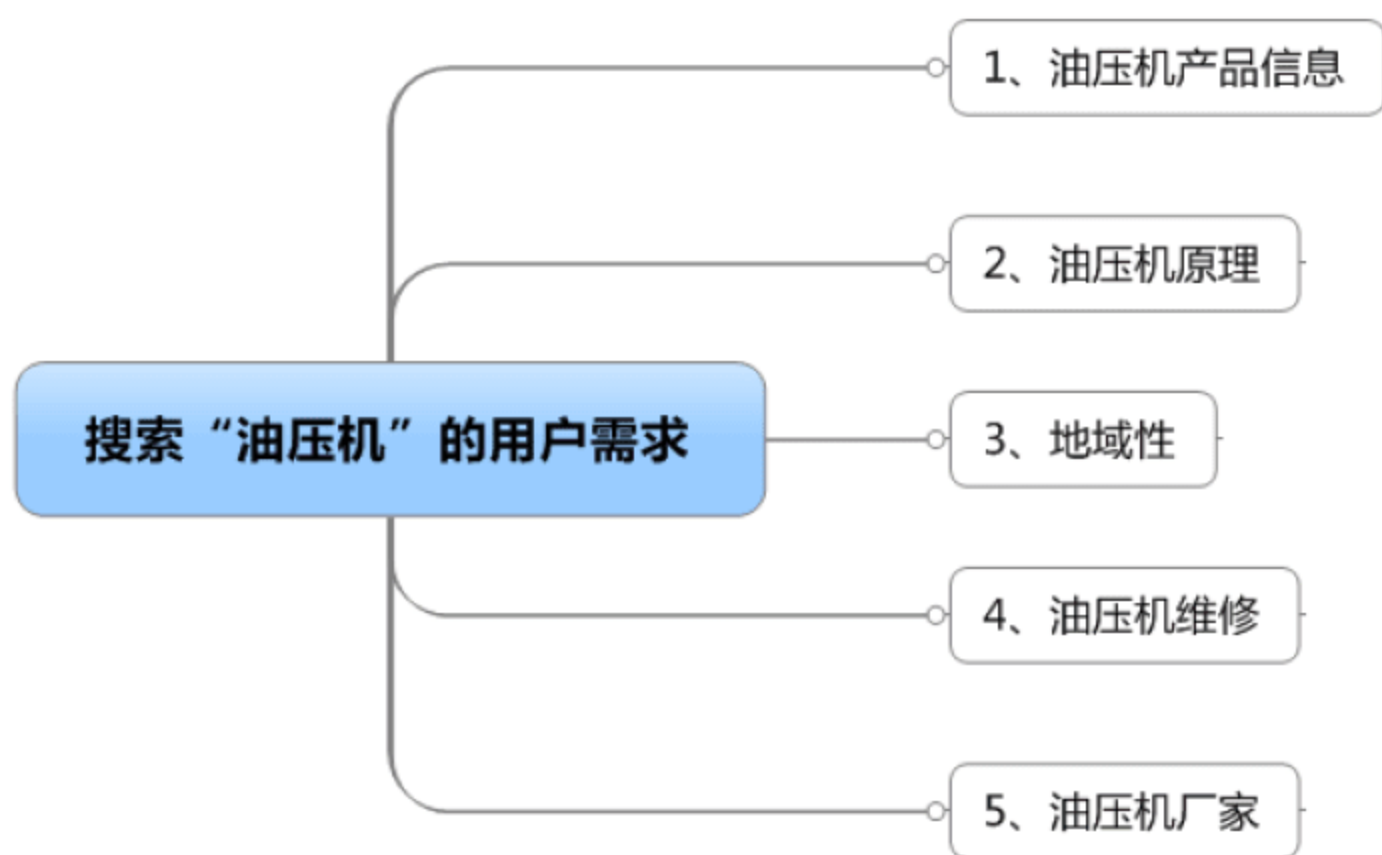 1、油压机产品信息
2、油压机原理
搜索“油压机”的用户需求
3、地域性
4、油压机维修
5、油压机厂家